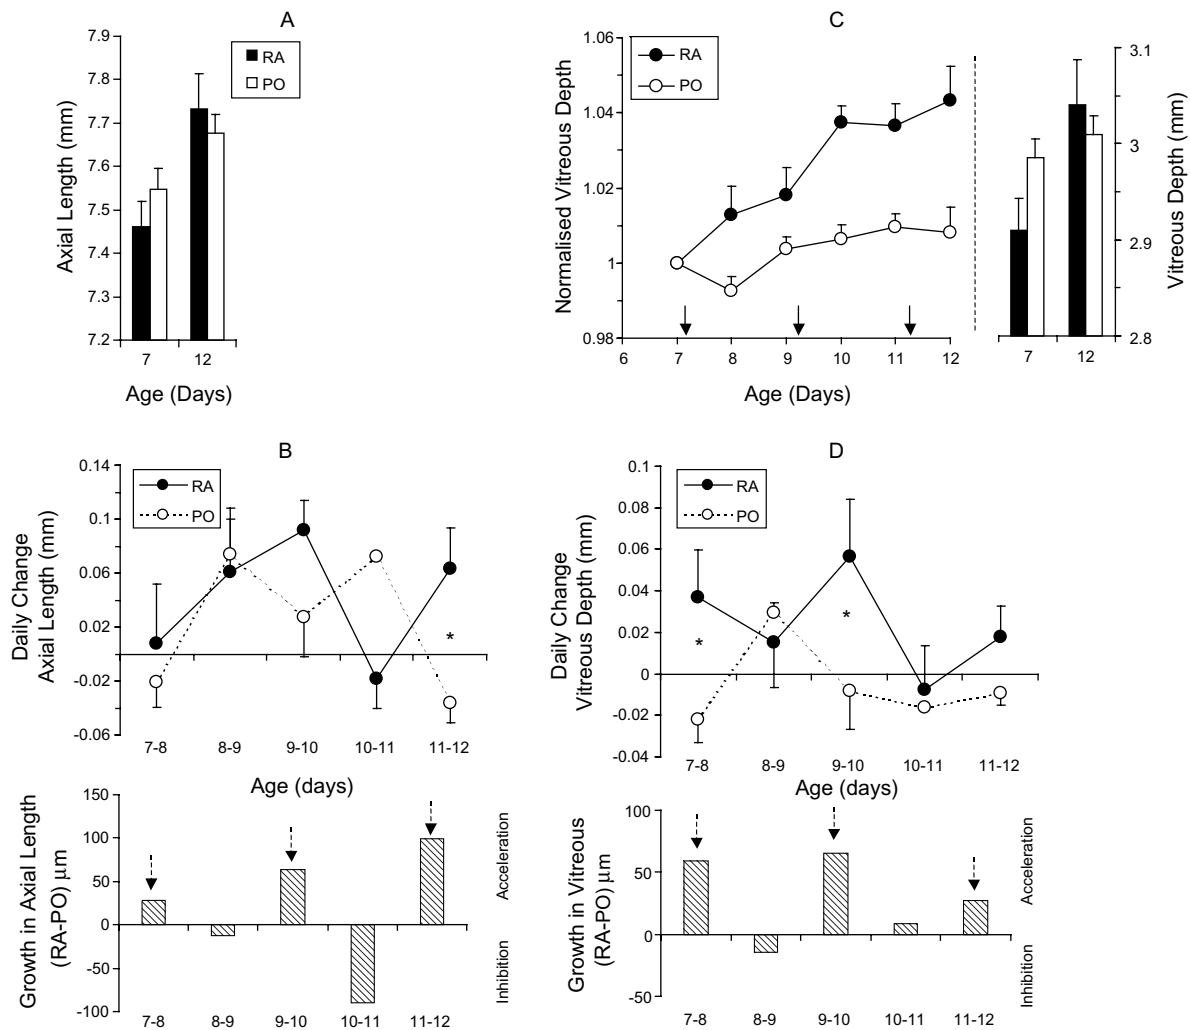 A
7.9
7.8
7.7
7.6
7.5
7.4
7.3
7.2
Axial Length (mm)
RA
PO
7
12
Age (Days)
C
1.06
1.04
1.02
1
0.98
Normalised Vitreous Depth
RA
PO
6
7
8
9
10
11
12
Age (Days)
3.1
3
2.9
2.8
Vitreous Depth (mm)
7
12
B
0.14
0.1
0.06
0.02
-0.02
-0.06
Daily Change
Axial Length (mm)
RA
PO
*
7-8
8-9
9-10
10-11
11-12
Age (days)
150
100
50
0
-50
-100
Growth in Axial Length
(RA-PO) μm
Acceleration
Inhibition
7-8
8-9
9-10
10-11
11-12
D
0.1
0.08
0.06
0.04
0.02
0
-0.02
-0.04
Daily Change
Vitreous Depth (mm)
RA
PO
*
*
7-8
8-9
9-10
10-11
11-12
Age (days)
100
50
0
-50
Growth in Vitreous
(RA-PO) μm
Acceleration
Inhibition
7-8
8-9
9-10
10-11
11-12